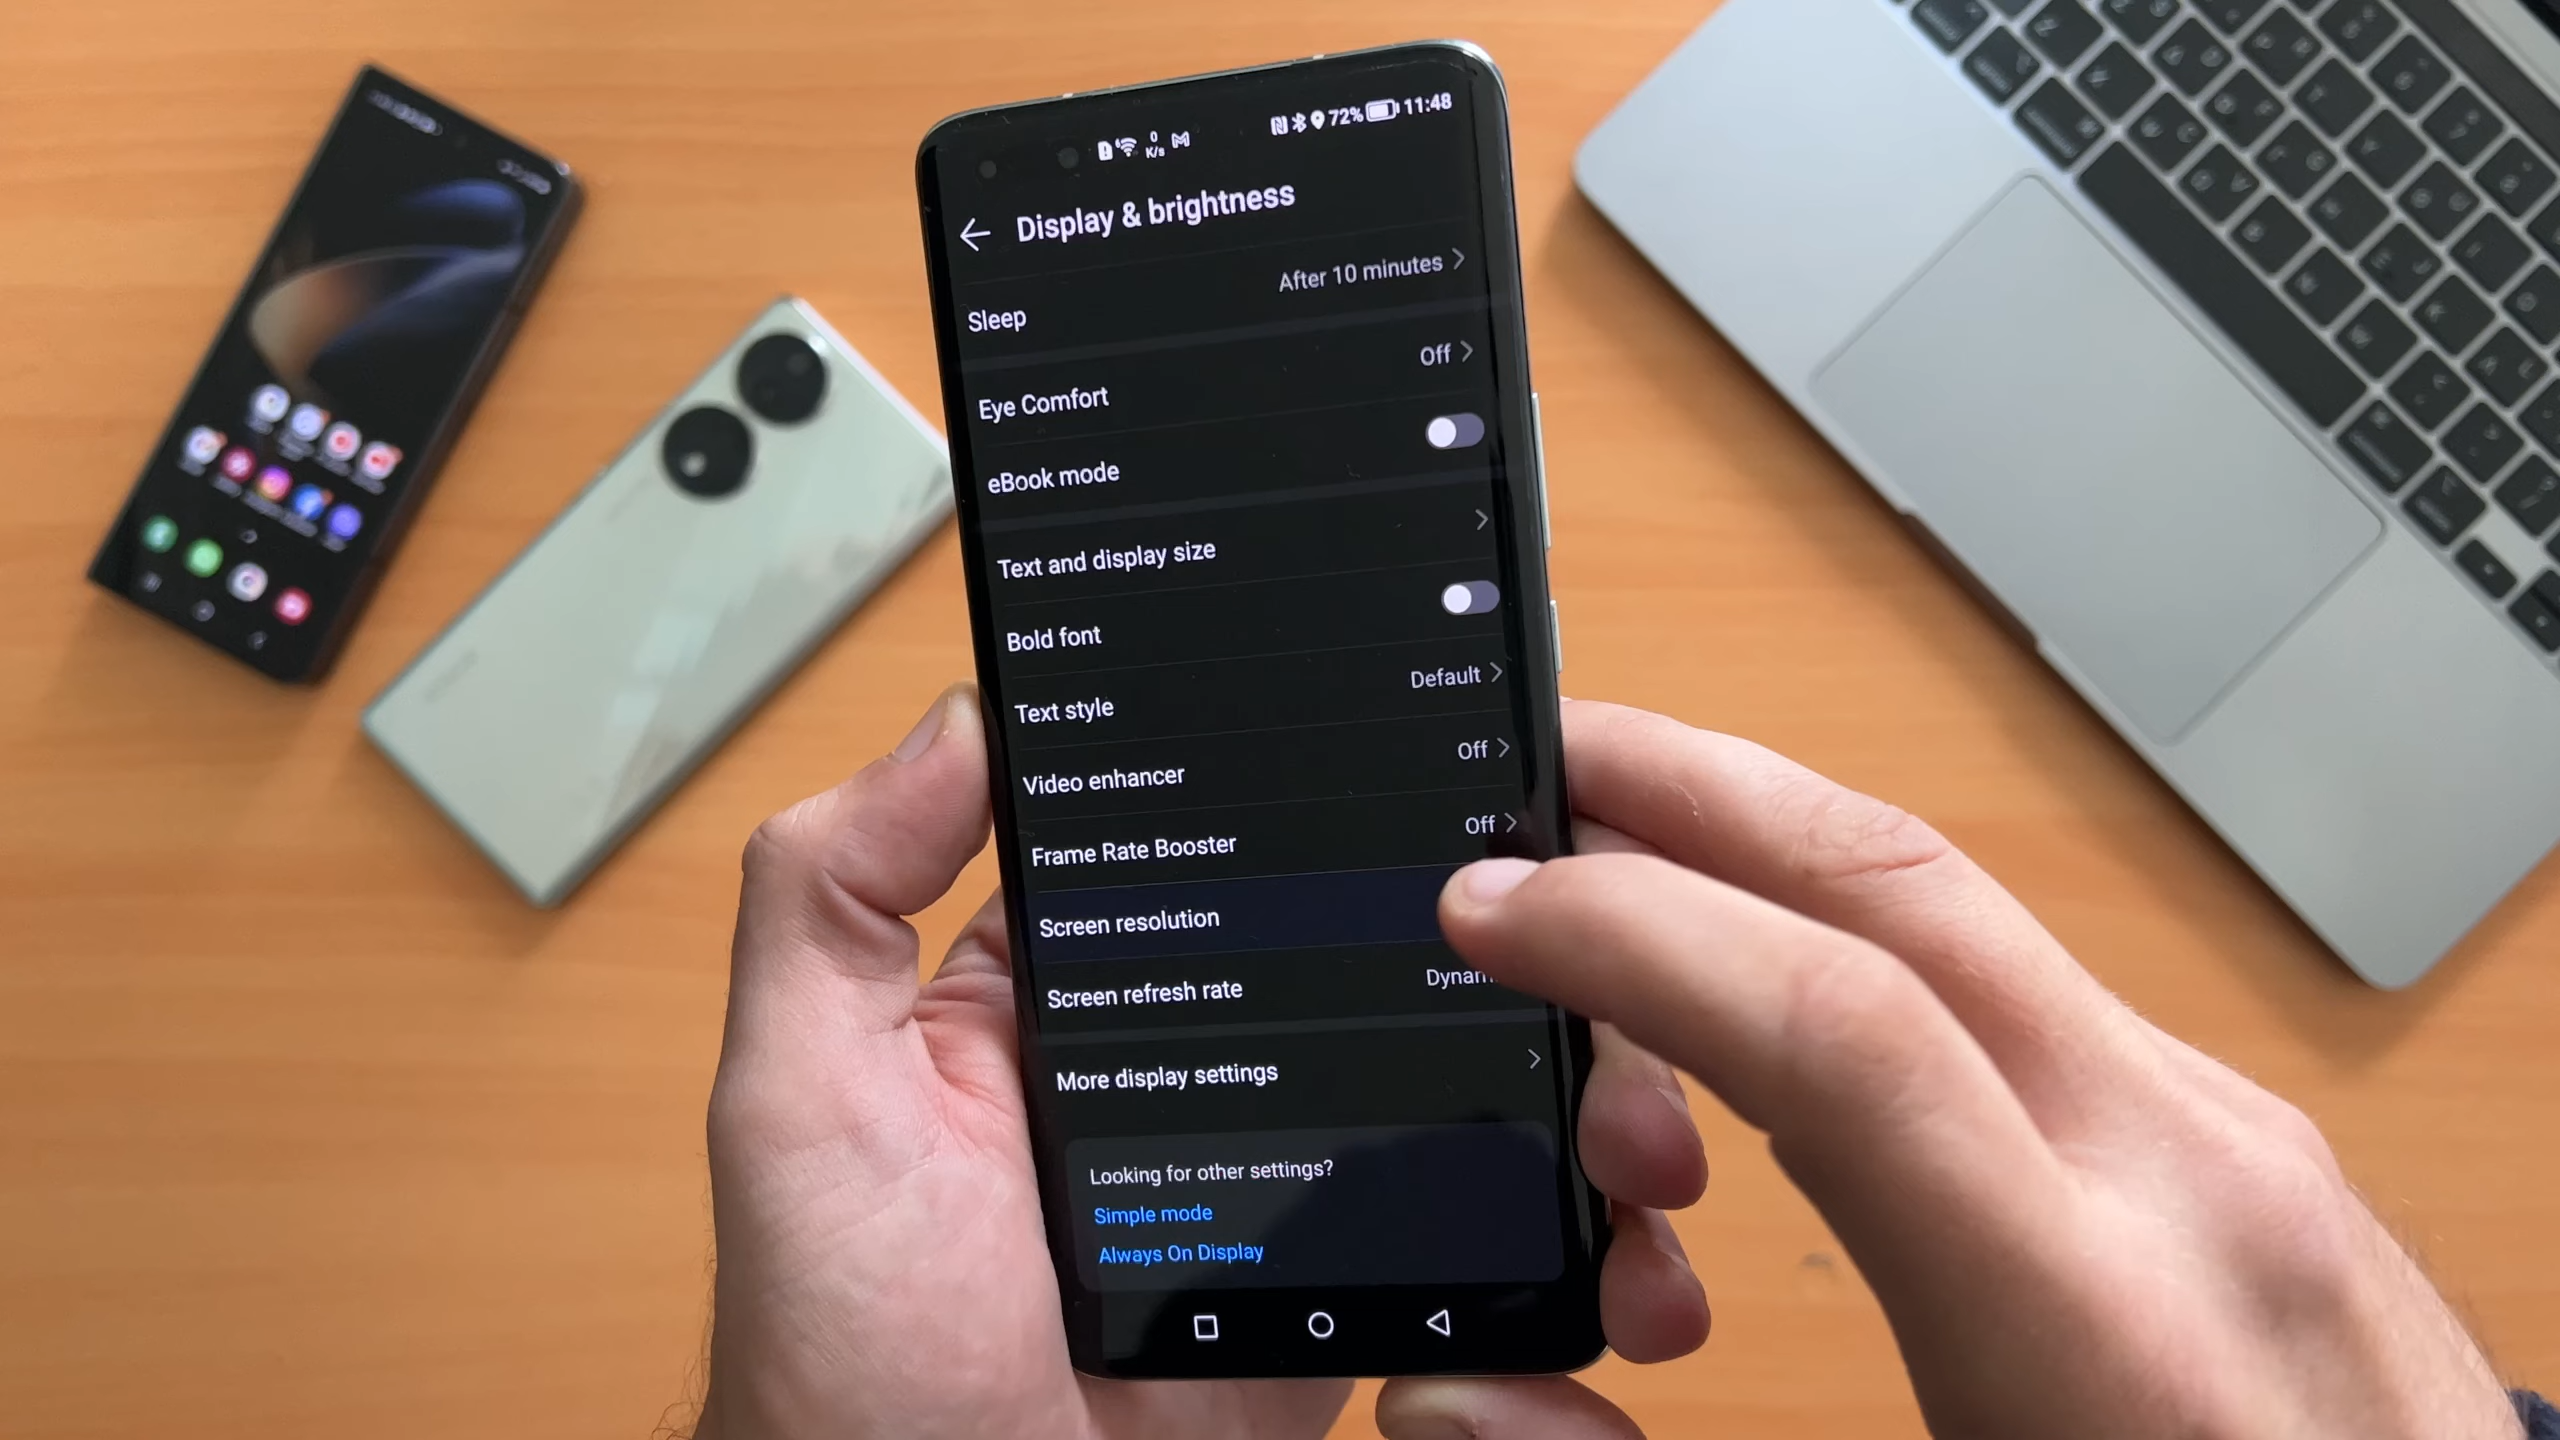 0
K/s
72%
11:48
Display & brightness
Sleep
After 10 minutes
Eye Comfort
Off
eBook mode
Text and display size
Bold font
Text style
Default
Video enhancer
Off
Frame Rate Booster
Off
Screen resolution
Screen refresh rate
More display settings
Looking for other settings?
Simple mode
Always On Display